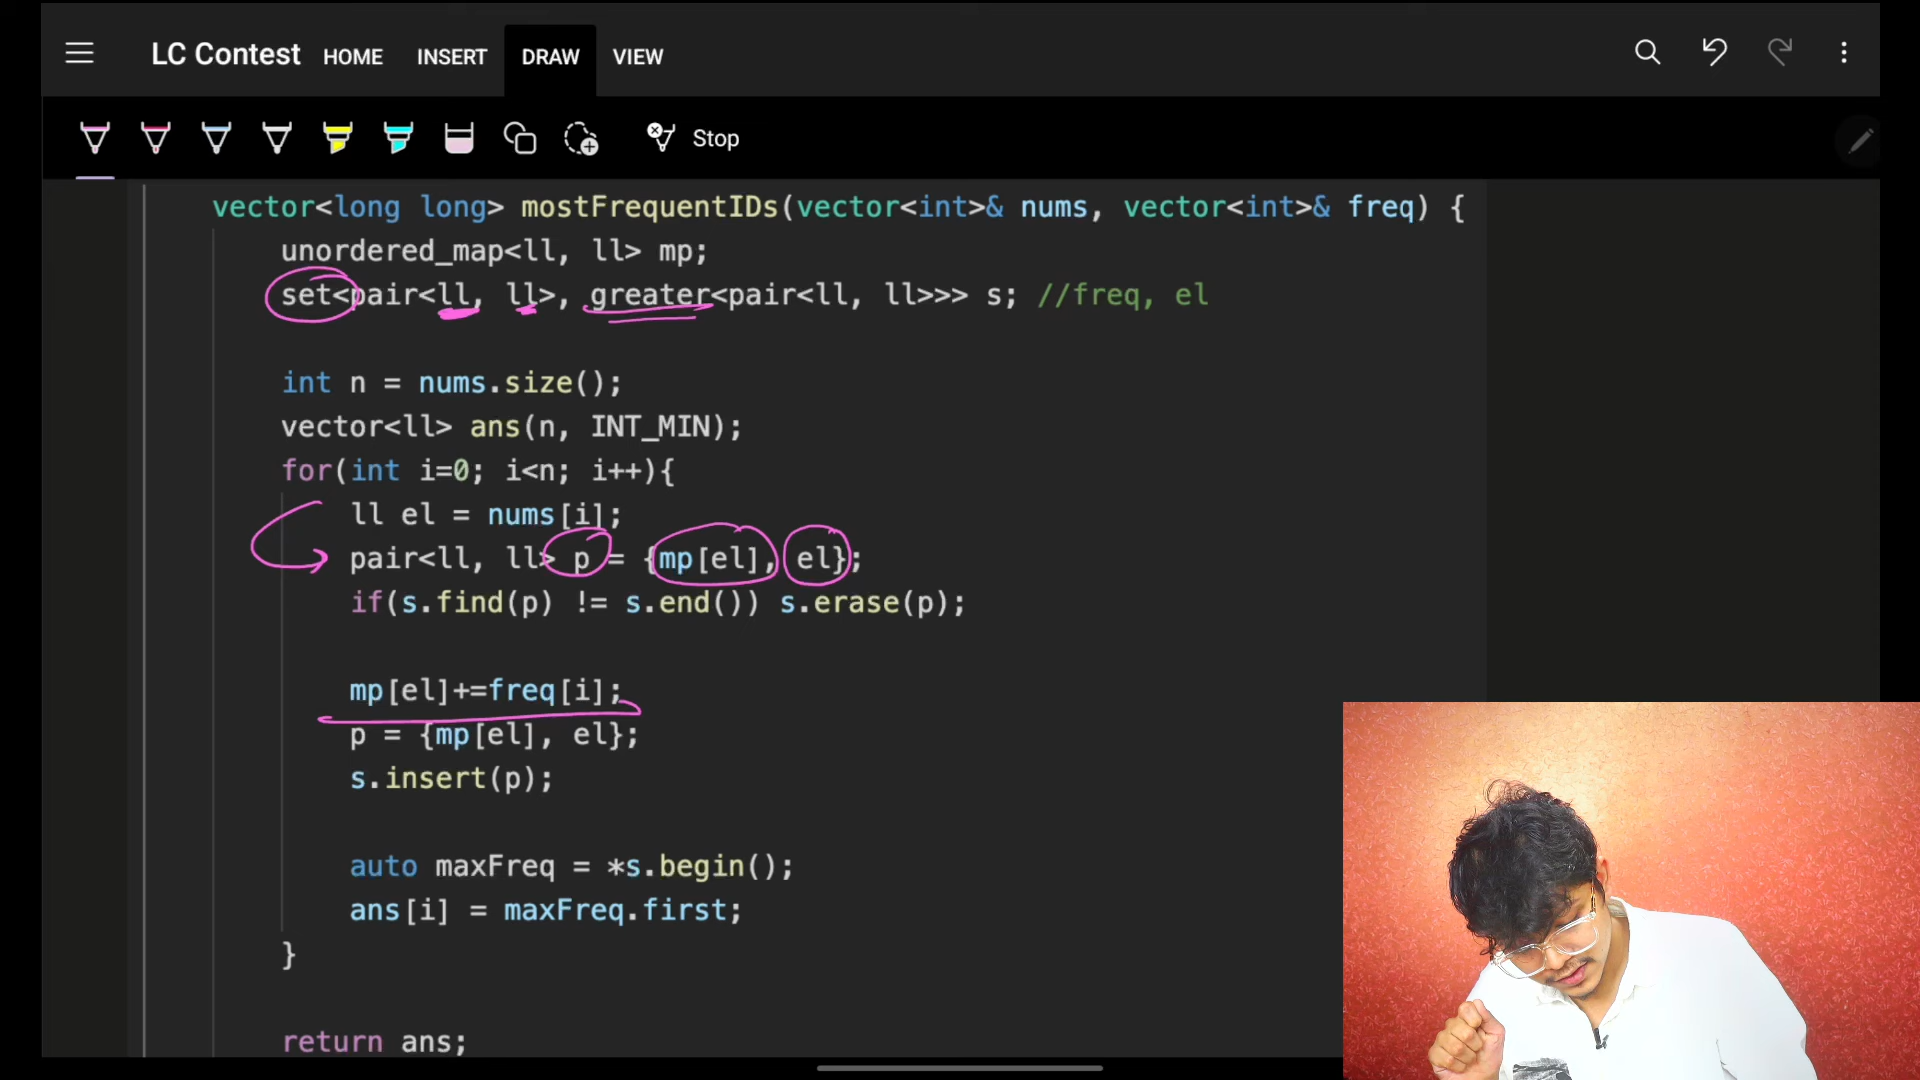 LC Contest HOME INSERT DRAW VIEW
Stop
vector<long long> mostFrequentIDs(vector<int>& nums, vector<int>& freq) {
unordered_map<ll, ll> mp;
set<pair<ll, ll>, greater<pair<ll, ll>>> s; //freq, el
int n = nums.size();
vector<ll> ans(n, INT_MIN);
for(int i=0; i<n; i++){
ll el = nums[i];
pair<ll, ll> p = {mp[el], el};
if(s.find(p) != s.end()) s.erase(p);
mp[el]+=freq[i];
p = {mp[el], el};
s.insert(p);
auto maxFreq = *s.begin();
ans[i] = maxFreq.first;
}
return ans;